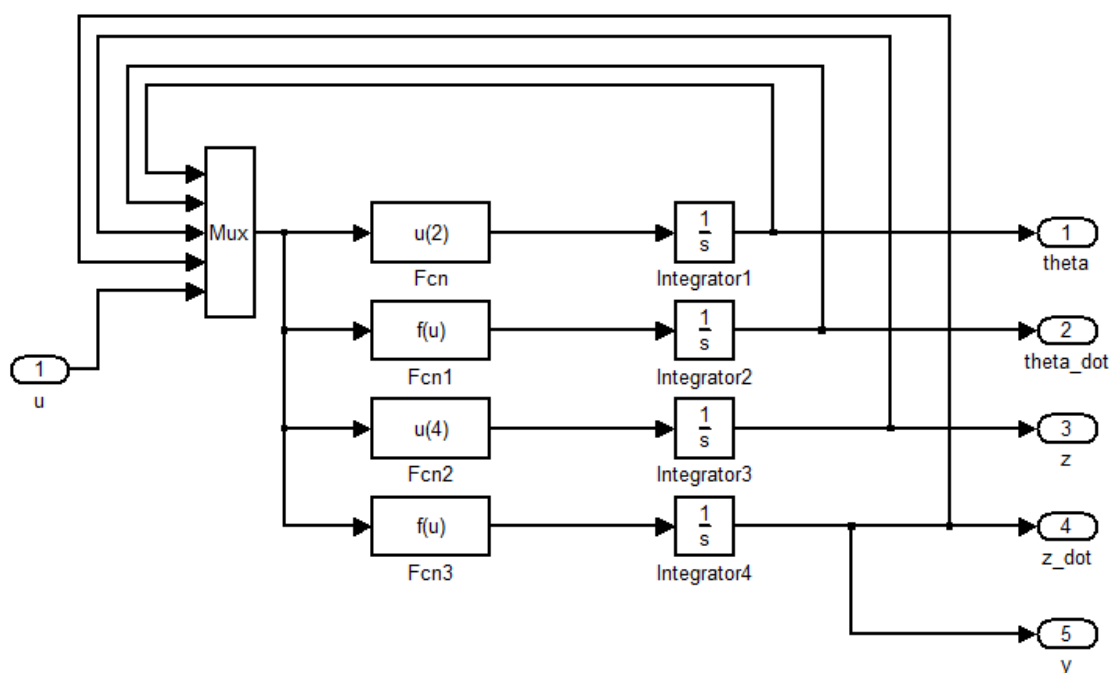 Mux
u(2)
Fcn
1
s
Integrator1
1
theta
f(u)
Fcn1
1
s
Integrator2
2
theta_dot
1
u
u(4)
Fcn2
1
s
Integrator3
3
z
f(u)
Fcn3
1
s
Integrator4
4
z_dot
5